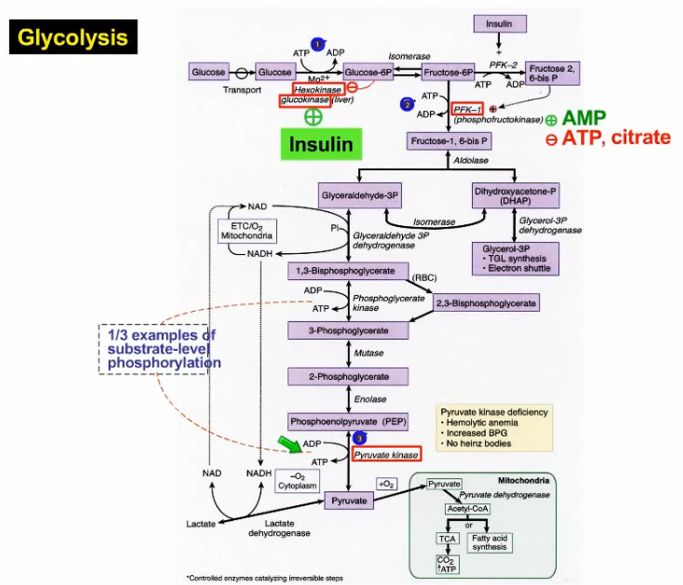 Glycolysis
Insulin
1
ATP ADP
Isomerase
PFK–2
Glucose
Glucose
Glucose-6P
Fructose-6P
Fructose 2,
6-bis P
Transport
Mg2+
ATP ADP
Hexokinase
glucokinase (liver)
2
ATP
ADP
PFK–1
(phosphofructokinase)
AMP
ATP, citrate
Insulin
Fructose-1, 6-bis P
Aldolase
Glyceraldehyde-3P
Dihydroxyacetone-P
(DHAP)
Isomerase
Glycerol-3P
dehydrogenase
NAD
ETC/O2
Mitochondria
NADH
Pi
Glyceraldehyde 3P
dehydrogenase
Glycerol-3P
• TGL synthesis
• Electron shuttle
1,3-Bisphosphoglycerate
(RBC)
ADP
ATP
Phosphoglycerate
kinase
2,3-Bisphosphoglycerate
1/3 examples of
substrate-level
phosphorylation
3-Phosphoglycerate
Mutase
2-Phosphoglycerate
Enolase
Phosphoenolpyruvate (PEP)
Pyruvate kinase deficiency
• Hemolytic anemia
• Increased BPG
• No heinz bodies
3
ADP
ATP
Pyruvate kinase
NAD
NADH
–O2
Cytoplasm
+O2
Pyruvate
Lactate
Lactate
dehydrogenase
Mitochondria
Pyruvate
Pyruvate dehydrogenase
Acetyl-CoA
or
TCA
Fatty acid
synthesis
CO2
↑ATP
*Controlled enzymes catalyzing irreversible steps